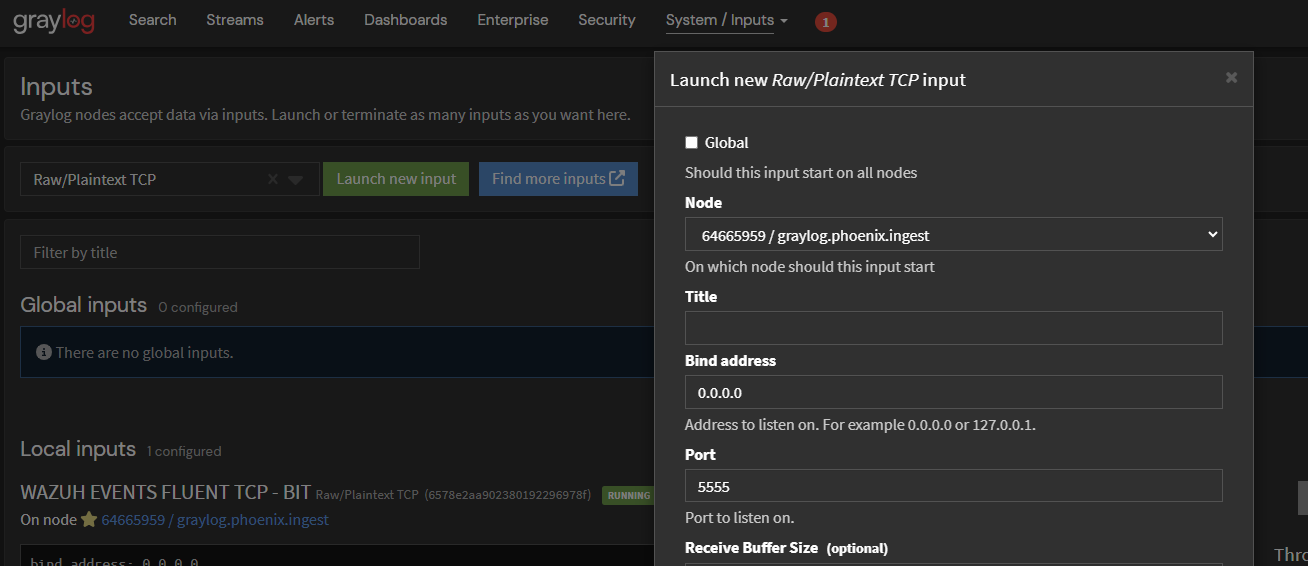 graylog Search Streams Alerts Dashboards Enterprise Security System / Inputs 1
Inputs
Graylog nodes accept data via inputs. Launch or terminate as many inputs as you want here.
Raw/Plaintext TCP Launch new input Find more inputs
Filter by title
Global inputs 0 configured
There are no global inputs.
Local inputs 1 configured
WAZUH EVENTS FLUENT TCP - BIT Raw/Plaintext TCP (6578e2aa902380192296978f) RUNNING
On node 64665959 / graylog.phoenix.ingest
bind_address: 0.0.0.0
Launch new Raw/Plaintext TCP input
Global
Should this input start on all nodes
Node
64665959 / graylog.phoenix.ingest
On which node should this input start
Title
Bind address
0.0.0.0
Address to listen on. For example 0.0.0.0 or 127.0.0.1.
Port
5555
Port to listen on.
Receive Buffer Size (optional)
Thro